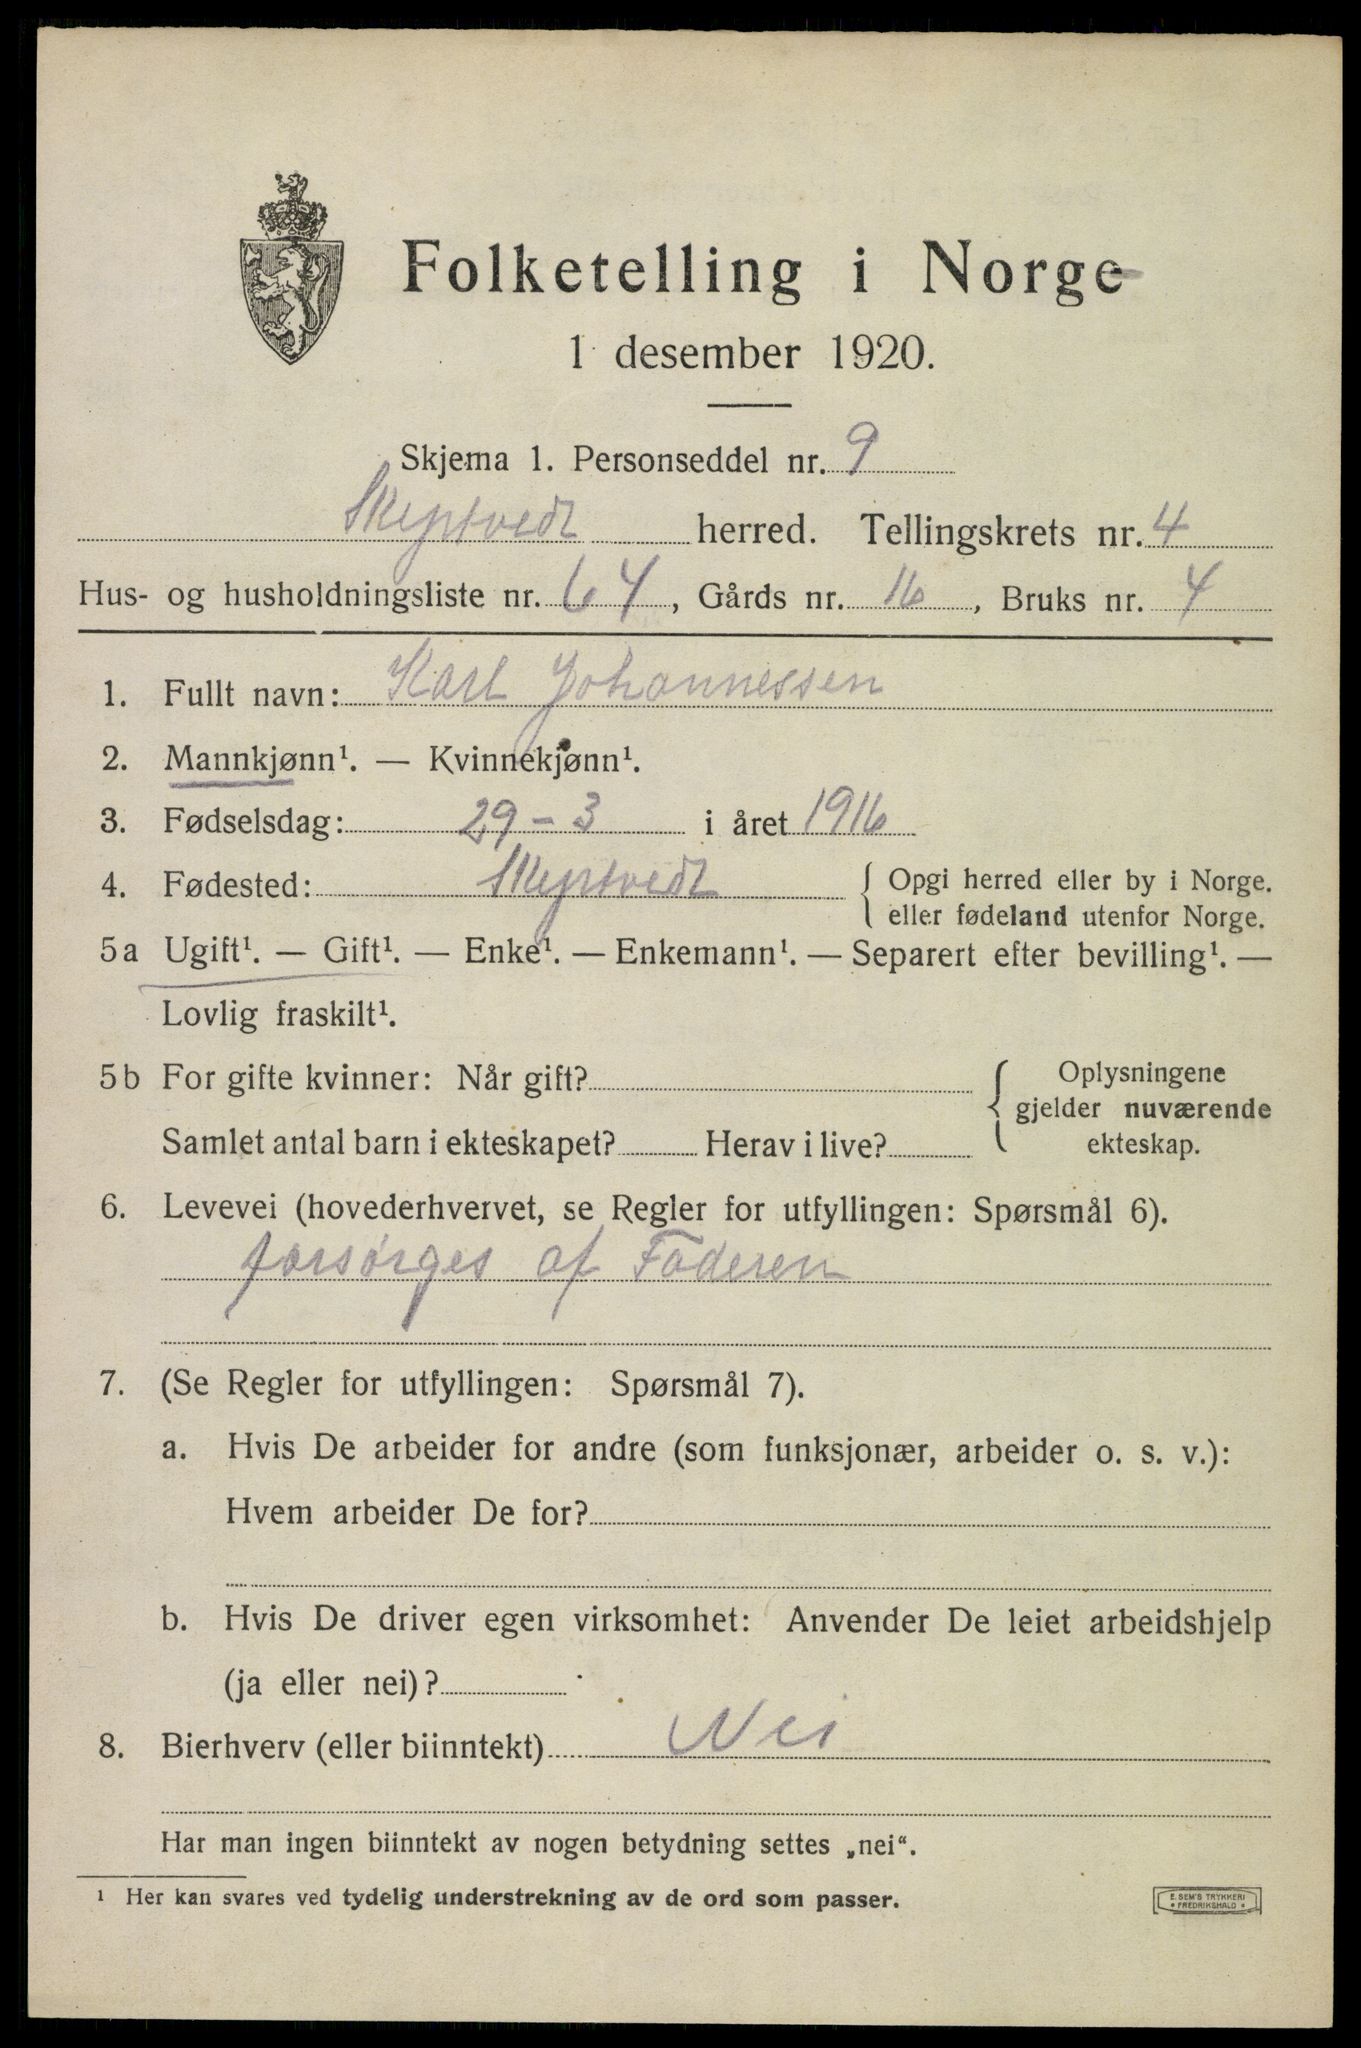 Folketelling i Norge
1 desember 1920.
Skjema 1. Personseddel nr. 9
Skeptvedt herred. Tellingskrets nr. 4
Hus- og husholdningsliste nr. 64, Gårds nr. 16, Bruks nr. 4
1. Fullt navn: Karl Johannessen
2. Mannkjønn¹. — Kvinnekjønn¹.
3. Fødselsdag: 29-3 i året 1916
4. Fødested: Skeptvedt { Opgi herred eller by i Norge.
eller fødeland utenfor Norge.
5a Ugift¹. — Gift¹. — Enke¹. — Enkemann¹. — Separert efter bevilling¹. —
Lovlig fraskilt¹.
5b For gifte kvinner: Når gift? { Oplysningene
gjelder nuværende
Samlet antal barn i ekteskapet? Herav i live? ekteskap.
6. Levevei (hovederhvervet, se Regler for utfyllingen: Spørsmål 6).
forsørges af Faderen
7. (Se Regler for utfyllingen: Spørsmål 7).
a. Hvis De arbeider for andre (som funksjonær, arbeider o. s. v.):
Hvem arbeider De for?
b. Hvis De driver egen virksomhet: Anvender De leiet arbeidshjelp
(ja eller nei)?
8. Bierhverv (eller biinntekt) Nei
Har man ingen biinntekt av nogen betydning settes „nei“.
¹ Her kan svares ved tydelig understrekning av de ord som passer.
E. SEM'S TRYKKERI
* FREDRIKSHALD *